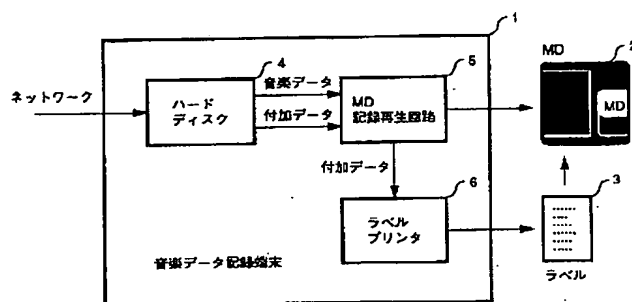 1
MD
2
4
音楽データ
5
ネットワーク
ハード
ディスク
付加データ
MD
記録再生回路
MD
付加データ
6
3
ラベル
プリンタ
音楽データ記録端末
ラベル